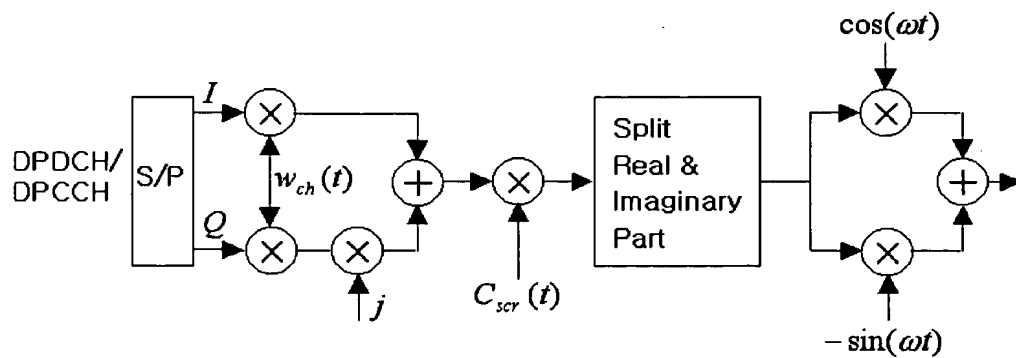 cos(ωt)
I
DPDCH/
DPCCH
S/P
w_ch(t)
Q
j
C_scr(t)
Split
Real &
Imaginary
Part
− sin(ωt)